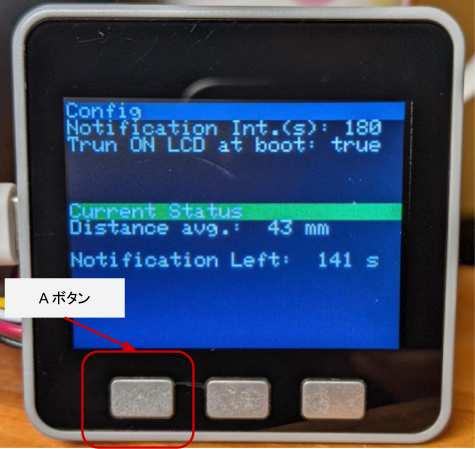 Config
Notification Int.(s): 180
Trun ON LCD at boot: true
Current Status
Distance avg.: 43 mm
Notification Left: 141 s
Aボタン